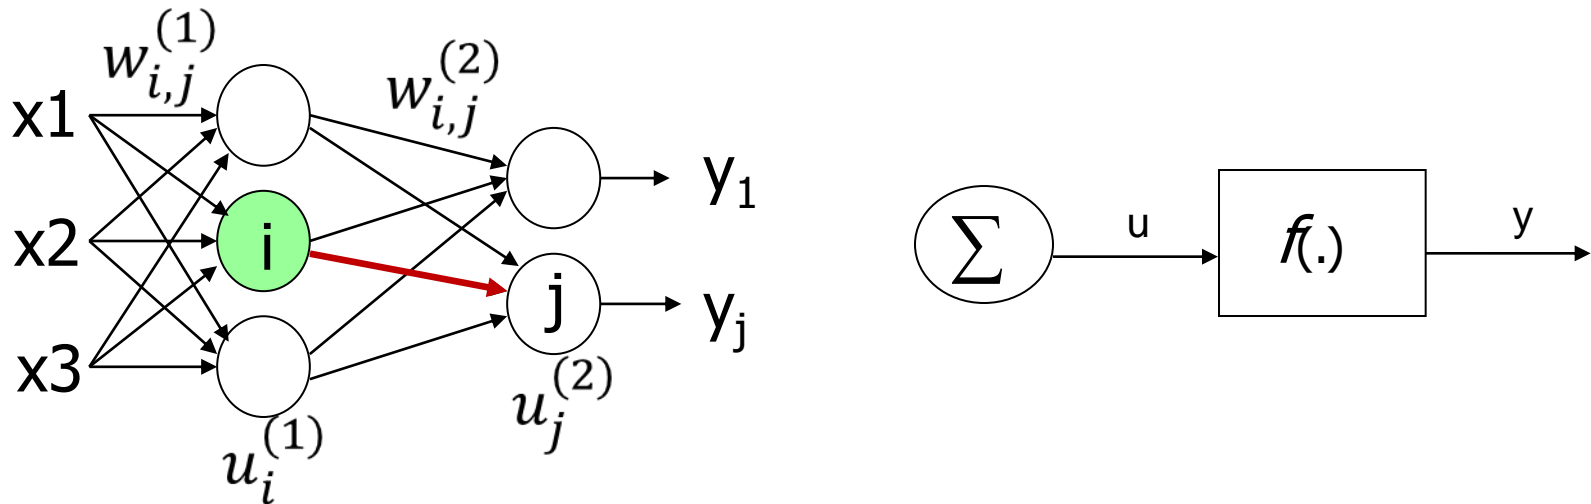 w_{i,j}^{(1)}
w_{i,j}^{(2)}
x1
x2
x3
i
j
y_1
y_j
u_i^{(1)}
u_j^{(2)}
∑
u
f(.)
y